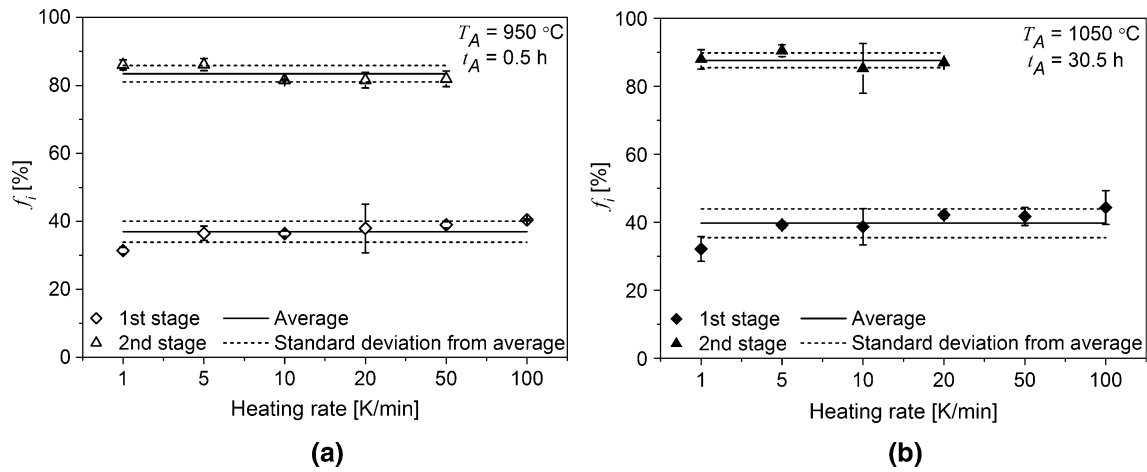 100
80
60
40
20
0
f_i [%]
T_A = 950 °C
t_A = 0.5 h
1st stage
Average
2nd stage
Standard deviation from average
1
5
10
20
50
100
Heating rate [K/min]
(a)
100
80
60
40
20
0
f_i [%]
T_A = 1050 °C
t_A = 30.5 h
1st stage
Average
2nd stage
Standard deviation from average
1
5
10
20
50
100
Heating rate [K/min]
(b)